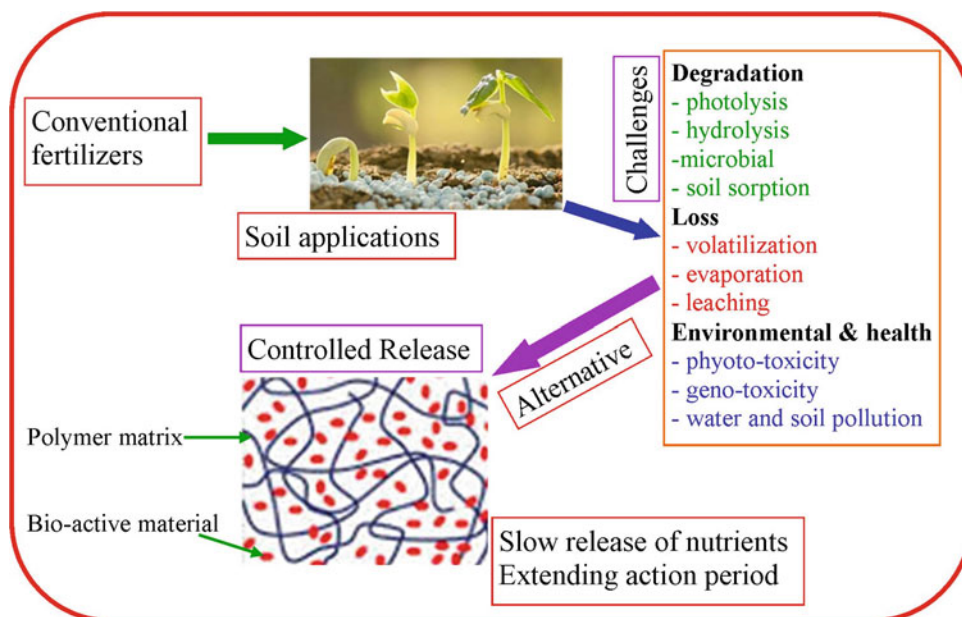 Conventional
fertilizers
Soil applications
Challenges
Degradation
- photolysis
- hydrolysis
-microbial
- soil sorption
Loss
- volatilization
- evaporation
- leaching
Environmental & health
- phyoto-toxicity
- geno-toxicity
- water and soil pollution
Alternative
Controlled Release
Polymer matrix
Bio-active material
Slow release of nutrients
Extending action period